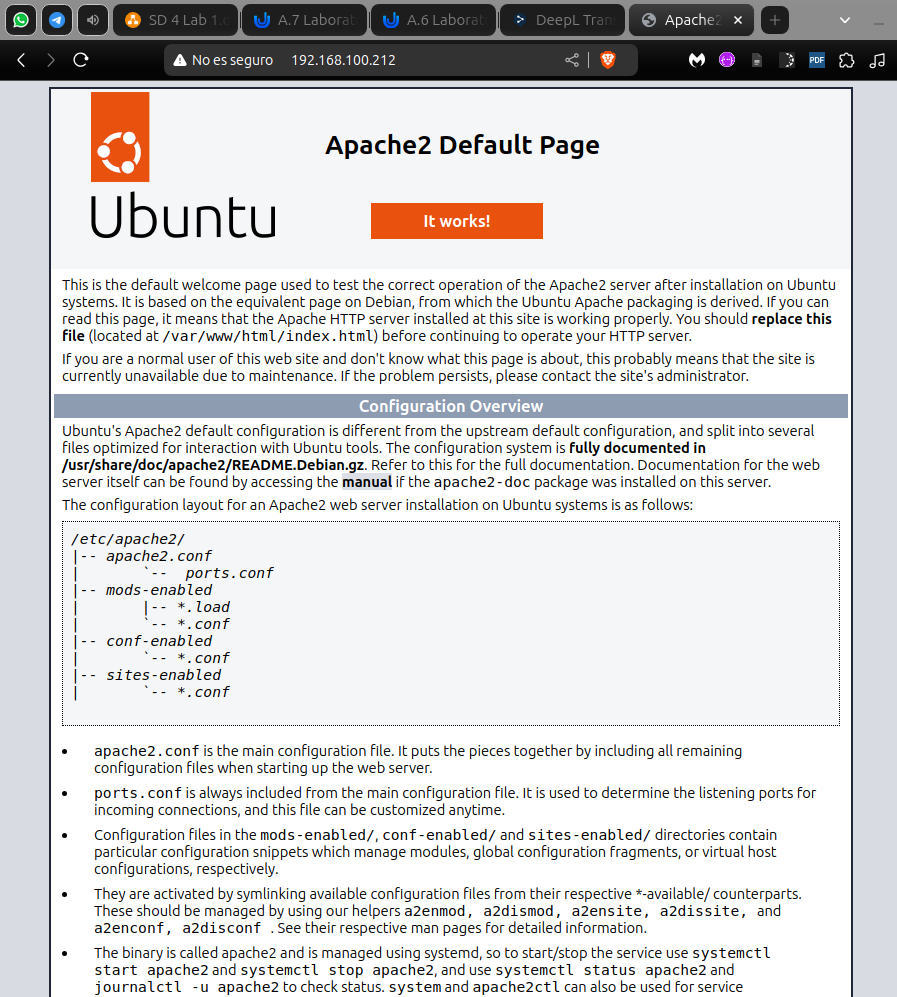 SD 4 Lab 1.
A.7 Laborat
A.6 Laborat
DeepL Tran
Apache2
No es seguro 192.168.100.212
PDF
Apache2 Default Page
Ubuntu
It works!
This is the default welcome page used to test the correct operation of the Apache2 server after installation on Ubuntu
systems. It is based on the equivalent page on Debian, from which the Ubuntu Apache packaging is derived. If you can
read this page, it means that the Apache HTTP server installed at this site is working properly. You should replace this
file (located at /var/www/html/index.html) before continuing to operate your HTTP server.
If you are a normal user of this web site and don't know what this page is about, this probably means that the site is
currently unavailable due to maintenance. If the problem persists, please contact the site's administrator.
Configuration Overview
Ubuntu's Apache2 default configuration is different from the upstream default configuration, and split into several
files optimized for interaction with Ubuntu tools. The configuration system is fully documented in
/usr/share/doc/apache2/README.Debian.gz. Refer to this for the full documentation. Documentation for the web
server itself can be found by accessing the manual if the apache2-doc package was installed on this server.
The configuration layout for an Apache2 web server installation on Ubuntu systems is as follows:
/etc/apache2/
|-- apache2.conf
|       `--  ports.conf
|-- mods-enabled
|       |-- *.load
|       `-- *.conf
|-- conf-enabled
|       `-- *.conf
|-- sites-enabled
|       `-- *.conf
• apache2.conf is the main configuration file. It puts the pieces together by including all remaining
configuration files when starting up the web server.
• ports.conf is always included from the main configuration file. It is used to determine the listening ports for
incoming connections, and this file can be customized anytime.
• Configuration files in the mods-enabled/, conf-enabled/ and sites-enabled/ directories contain
particular configuration snippets which manage modules, global configuration fragments, or virtual host
configurations, respectively.
• They are activated by symlinking available configuration files from their respective *-available/ counterparts.
These should be managed by using our helpers a2enmod, a2dismod, a2ensite, a2dissite, and
a2enconf, a2disconf . See their respective man pages for detailed information.
• The binary is called apache2 and is managed using systemd, so to start/stop the service use systemctl
start apache2 and systemctl stop apache2, and use systemctl status apache2 and
journalctl -u apache2 to check status. system and apache2ctl can also be used for service